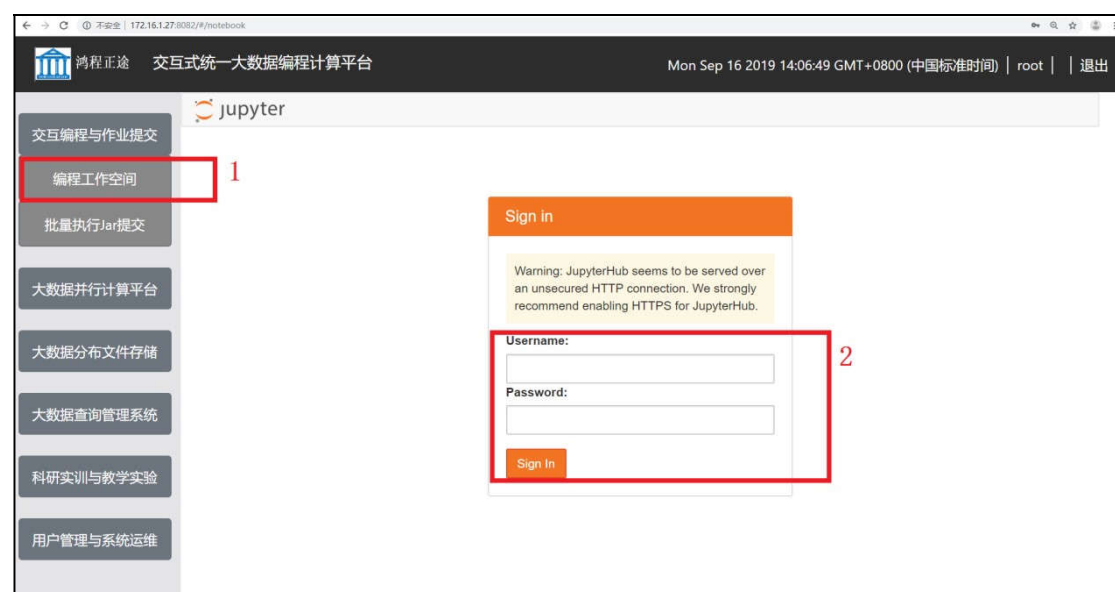 不安全 | 172.16.1.27:8082/#/notebook
鸿程正途 交互式统一大数据编程计算平台 Mon Sep 16 2019 14:06:49 GMT+0800 (中国标准时间) | root | | 退出
jupyter
交互编程与作业提交
编程工作空间 1
批量执行Jar提交
大数据并行计算平台
大数据分布文件存储
大数据查询管理系统
科研实训与教学实验
用户管理与系统运维
Sign in
Warning: JupyterHub seems to be served over
an unsecured HTTP connection. We strongly
recommend enabling HTTPS for JupyterHub.
Username:
2
Password:
Sign In